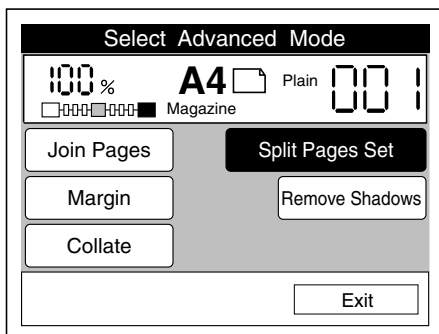 Select Advanced Mode
100 % A4 Plain 001
Magazine
Join Pages Split Pages Set
Margin Remove Shadows
Collate
Exit